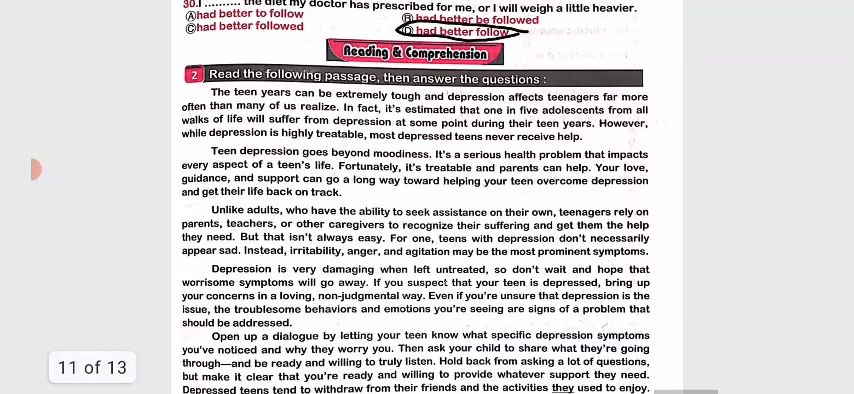 30.I .......... the diet my doctor has prescribed for me, or I will weigh a little heavier.
Ⓐhad better to follow Ⓑhad better be followed
Ⓒhad better followed Ⓓ had better follow
Reading & Comprehension
2 Read the following passage, then answer the questions :
The teen years can be extremely tough and depression affects teenagers far more
often than many of us realize. In fact, it's estimated that one in five adolescents from all
walks of life will suffer from depression at some point during their teen years. However,
while depression is highly treatable, most depressed teens never receive help.
Teen depression goes beyond moodiness. It's a serious health problem that impacts
every aspect of a teen's life. Fortunately, it's treatable and parents can help. Your love,
guidance, and support can go a long way toward helping your teen overcome depression
and get their life back on track.
Unlike adults, who have the ability to seek assistance on their own, teenagers rely on
parents, teachers, or other caregivers to recognize their suffering and get them the help
they need. But that isn't always easy. For one, teens with depression don't necessarily
appear sad. Instead, irritability, anger, and agitation may be the most prominent symptoms.
Depression is very damaging when left untreated, so don't wait and hope that
worrisome symptoms will go away. If you suspect that your teen is depressed, bring up
your concerns in a loving, non-judgmental way. Even if you're unsure that depression is the
issue, the troublesome behaviors and emotions you're seeing are signs of a problem that
should be addressed.
Open up a dialogue by letting your teen know what specific depression symptoms
you've noticed and why they worry you. Then ask your child to share what they're going
through—and be ready and willing to truly listen. Hold back from asking a lot of questions,
but make it clear that you're ready and willing to provide whatever support they need.
Depressed teens tend to withdraw from their friends and the activities they used to enjoy.
11 of 13